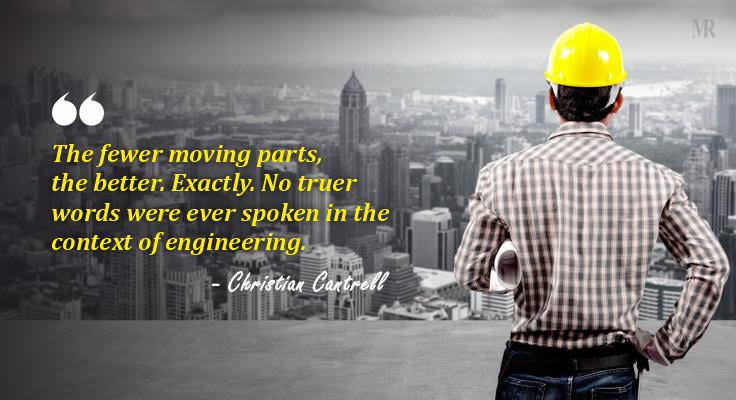 MR
“
The fewer moving parts,
the better. Exactly. No truer
words were ever spoken in the
context of engineering.
- Christian Cantrell